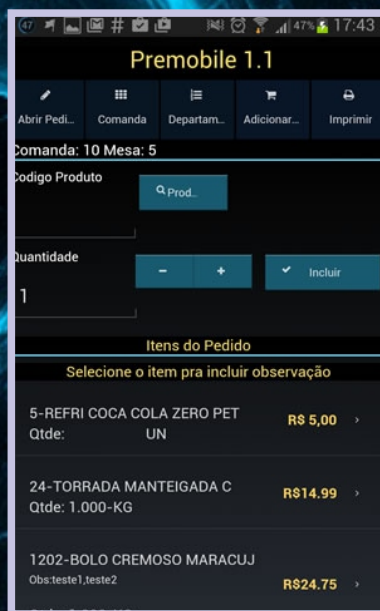 47 # 47% 17:43
Premobile 1.1
Abrir Pedi... Comanda Departam... Adicionar... Imprimir
Comanda: 10 Mesa: 5
Codigo Produto
Prod..
Quantidade
- +
Incluir
1
Itens do Pedido
Selecione o item pra incluir observação
5-REFRI COCA COLA ZERO PET
R$ 5,00
Qtde: UN
24-TORRADA MANTEIGADA C
R$14.99
Qtde: 1.000-KG
1202-BOLO CREMOSO MARACUJ
Obs:teste1,teste2
R$24.75